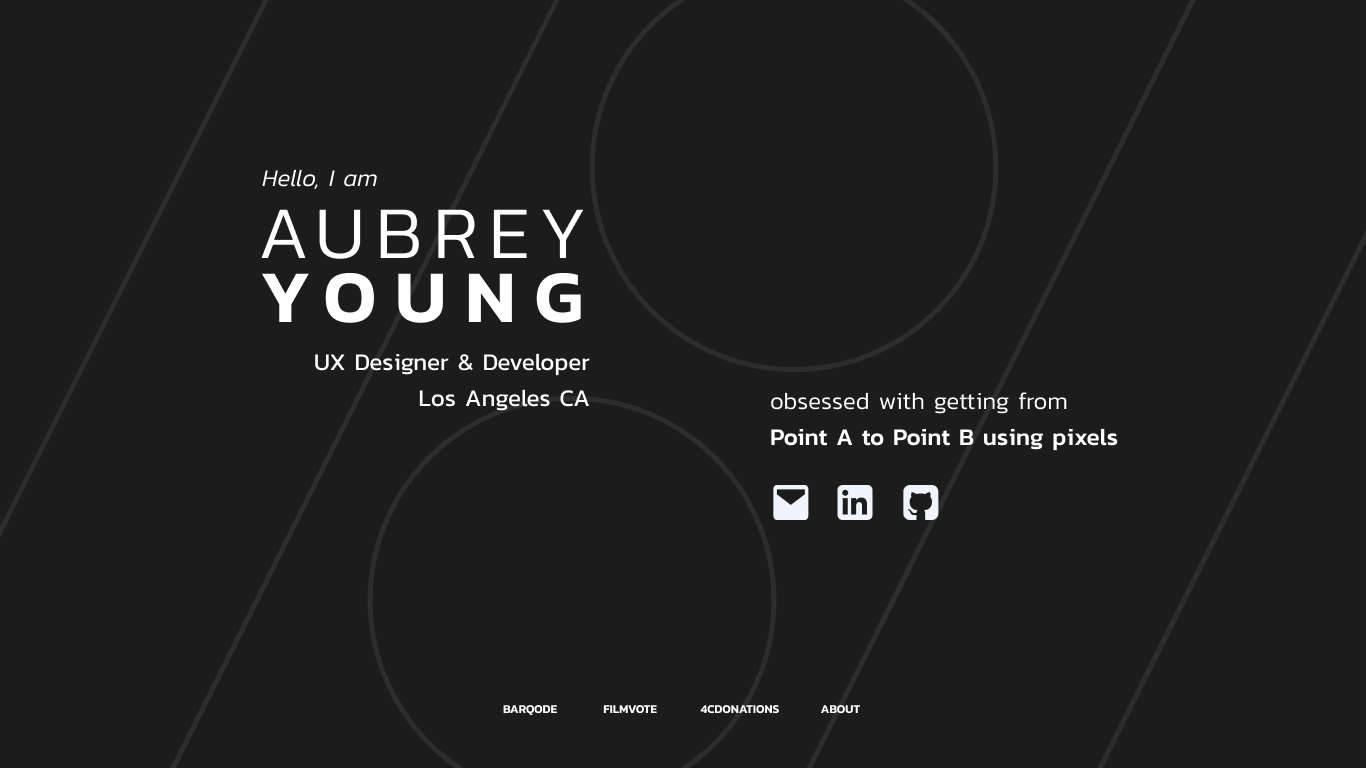 Hello, I am
AUBREY
YOUNG
UX Designer & Developer
Los Angeles CA
obsessed with getting from
Point A to Point B using pixels
in
BARQODE
FILMVOTE
4CDONATIONS
ABOUT